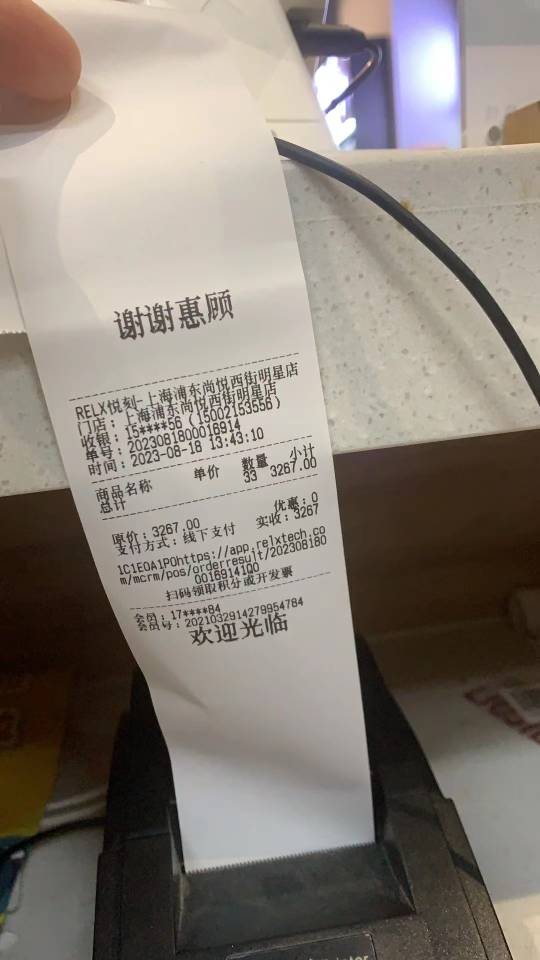 谢谢惠顾
RELX悦刻-上海浦东尚悦西街明星店
门店：上海浦东尚悦西街明星店
收银：15****56（15002153556）
单号：2023081800016914
时间：2023-08-18 13:43:10
商品名称 单价 数量 小计
总计 33 3267.00
优惠：0
原价：3267.00 实收：3267
支付方式：线下支付
1C1E0A1P0https://app.relxtech.co
m/mcrm/pos/orderresult/202308180
0016914100
扫码领取积分或开发票
会员：17****84
会员号：2021032914279954784
欢迎光临